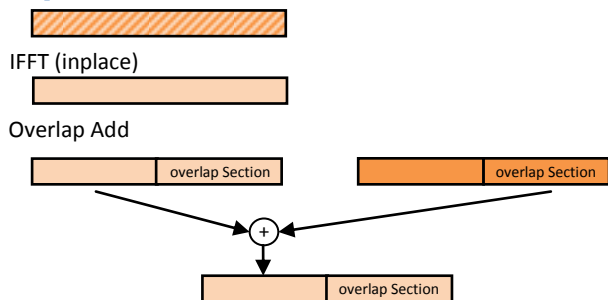 IFFT (inplace)
Overlap Add
overlap Section
overlap Section
+
overlap Section